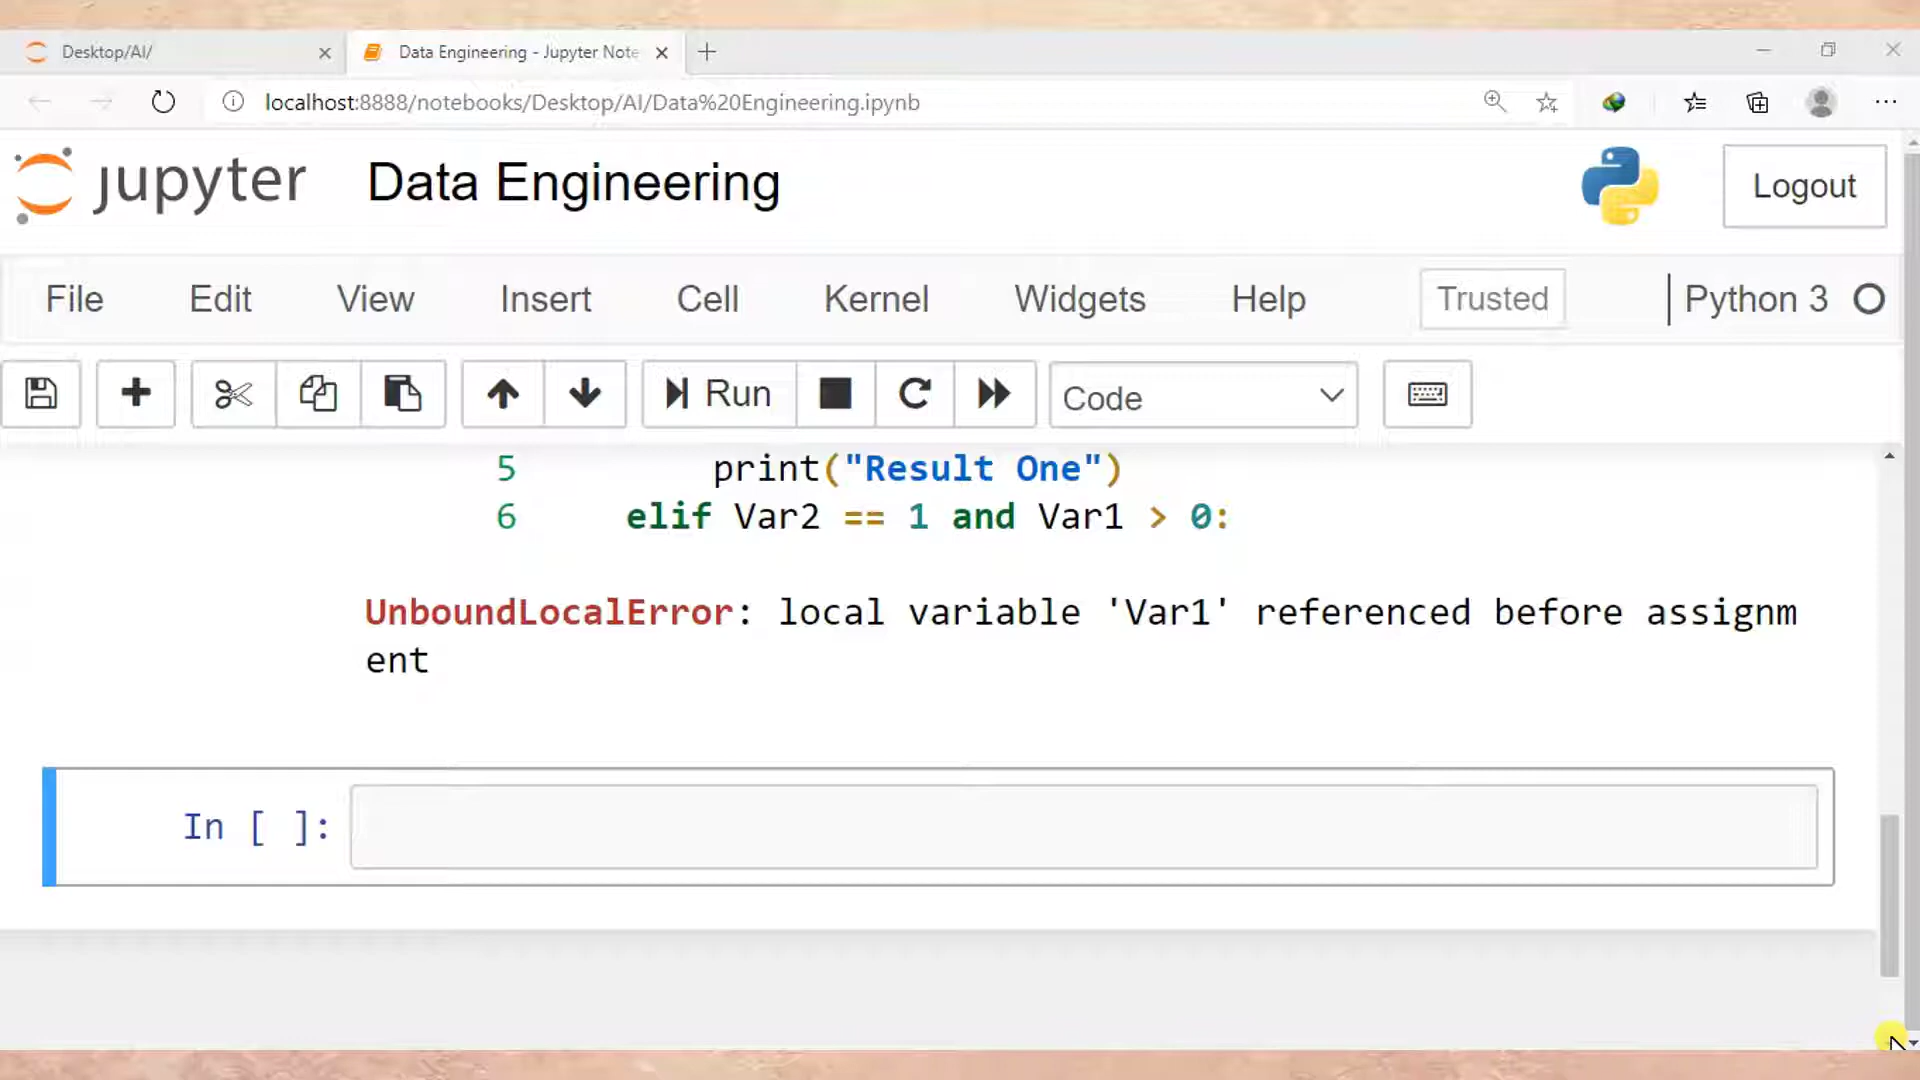 Desktop/AI/
Data Engineering - Jupyter Note
localhost:8888/notebooks/Desktop/AI/Data%20Engineering.ipynb
jupyter Data Engineering Logout
File Edit View Insert Cell Kernel Widgets Help Trusted Python 3
Run Code
5 print("Result One")
6 elif Var2 == 1 and Var1 > 0:
UnboundLocalError: local variable 'Var1' referenced before assignm
ent
In [ ]: